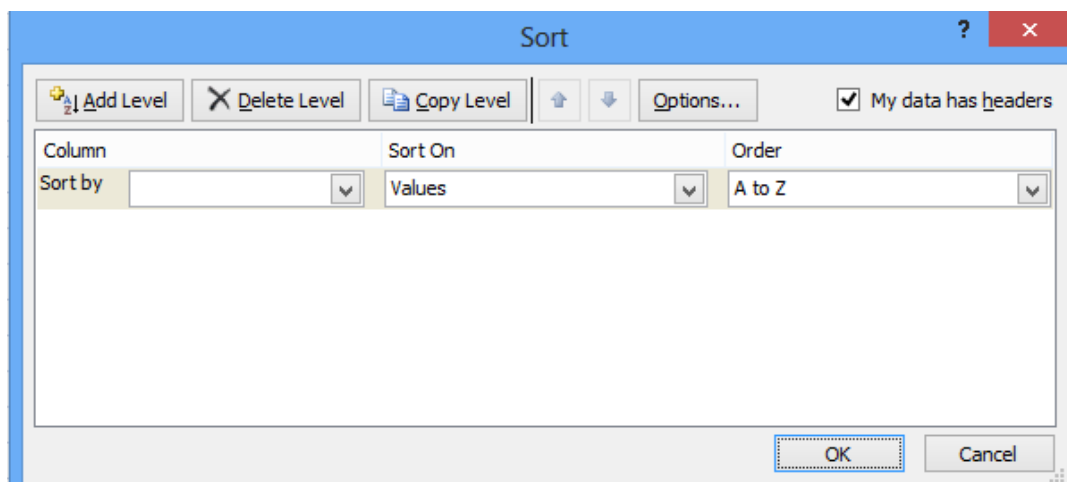 Sort
?
Add Level Delete Level Copy Level Options... My data has headers
Column Sort On Order
Sort by Values A to Z
OK Cancel